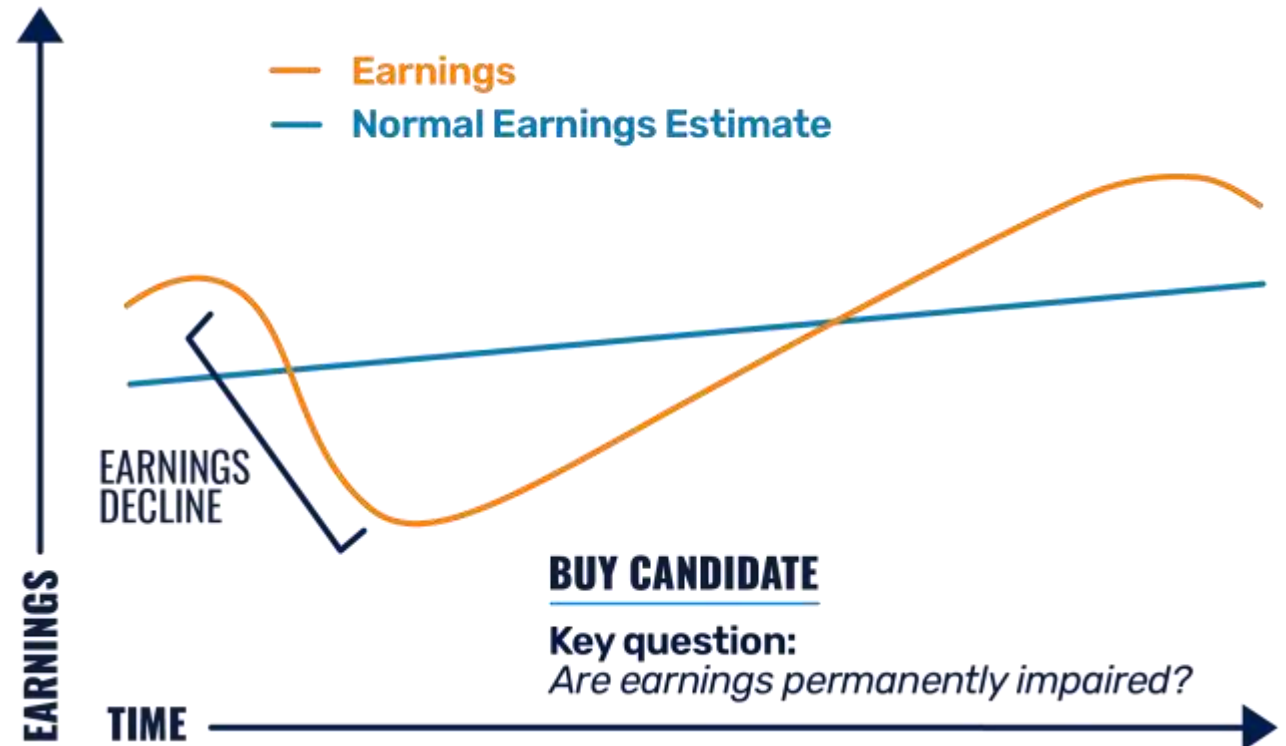 Earnings
Normal Earnings Estimate
EARNINGS
DECLINE
BUY CANDIDATE
Key question:
Are earnings permanently impaired?
EARNINGS
TIME